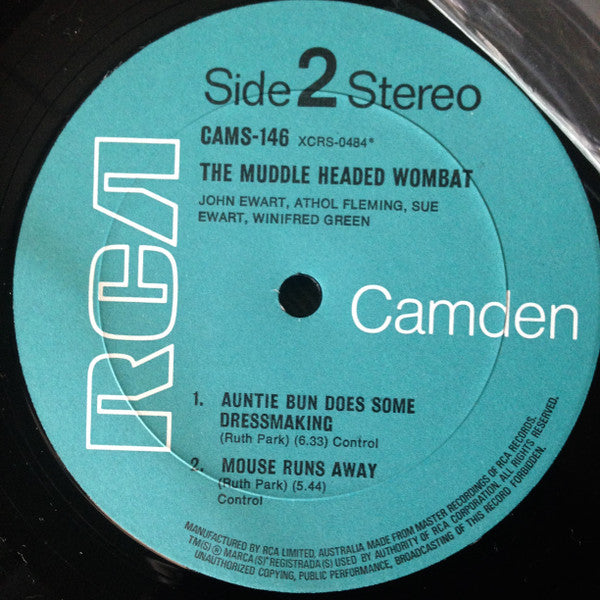 Side 2 Stereo
CAMS-146 XCRS-0484*
THE MUDDLE HEADED WOMBAT
JOHN EWART, ATHOL FLEMING, SUE
EWART, WINIFRED GREEN
RCA
Camden
1. AUNTIE BUN DOES SOME
DRESSMAKING
(Ruth Park) (6.33) Control
2. MOUSE RUNS AWAY
(Ruth Park) (5.44)
Control
MANUFACTURED BY RCA LIMITED, AUSTRALIA MADE FROM MASTER RECORDINGS OF RCA RECORDS.
TM(S) ® MARCA(S) REGISTRADA(S) USED BY AUTHORITY OF RCA CORPORATION. ALL RIGHTS RESERVED.
UNAUTHORIZED COPYING, PUBLIC PERFORMANCE, BROADCASTING OF THIS RECORD FORBIDDEN.